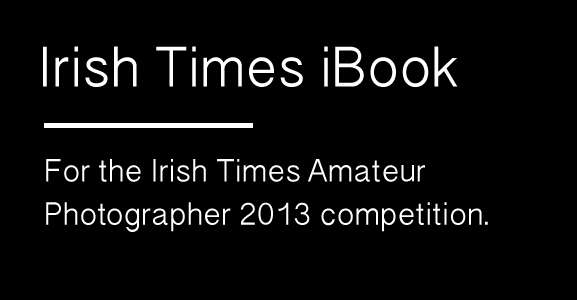 Irish Times iBook
For the Irish Times Amateur
Photographer 2013 competition.